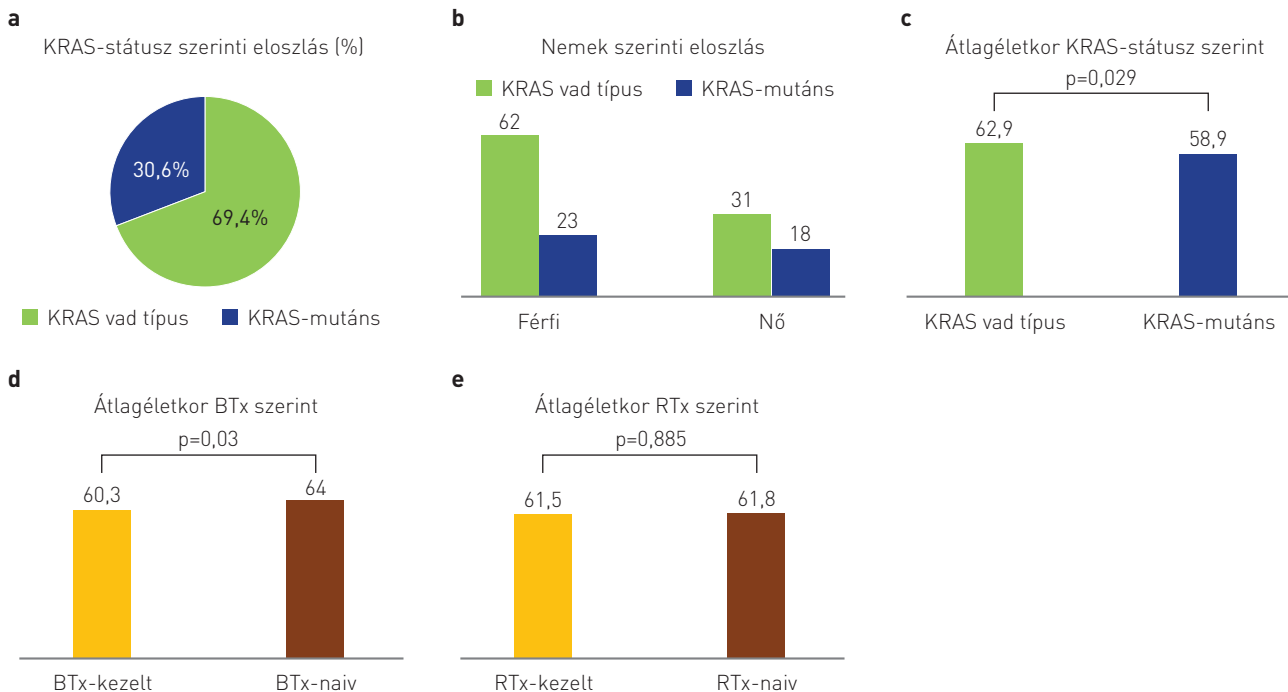 a
KRAS-státusz szerinti eloszlás (%)
30,6%
69,4%
KRAS vad típus KRAS-mutáns
b
Nemek szerinti eloszlás
KRAS vad típus KRAS-mutáns
62
23
31
18
Férfi Nő
c
Átlagéletkor KRAS-státusz szerint
p=0,029
62,9
58,9
KRAS vad típus KRAS-mutáns
d
Átlagéletkor BTx szerint
p=0,03
60,3
64
BTx-kezelt BTx-naiv
e
Átlagéletkor RTx szerint
p=0,885
61,5
61,8
RTx-kezelt RTx-naiv